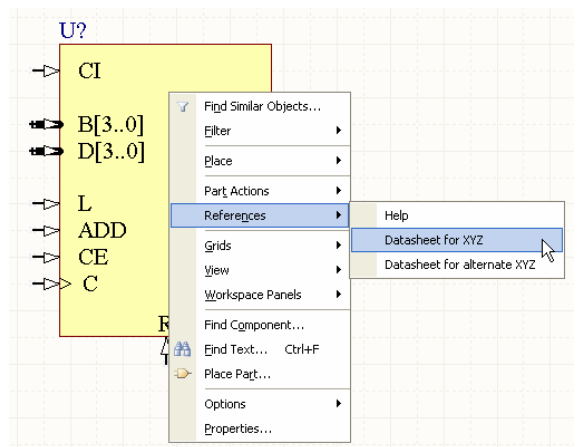 U?
CI
B[3..0]
D[3..0]
L
ADD
CE
C
R
Find Similar Objects...
Filter
Place
Part Actions
References
Grids
View
Workspace Panels
Find Component...
Find Text... Ctrl+F
Place Part...
Options
Properties...
Help
Datasheet for XYZ
Datasheet for alternate XYZ